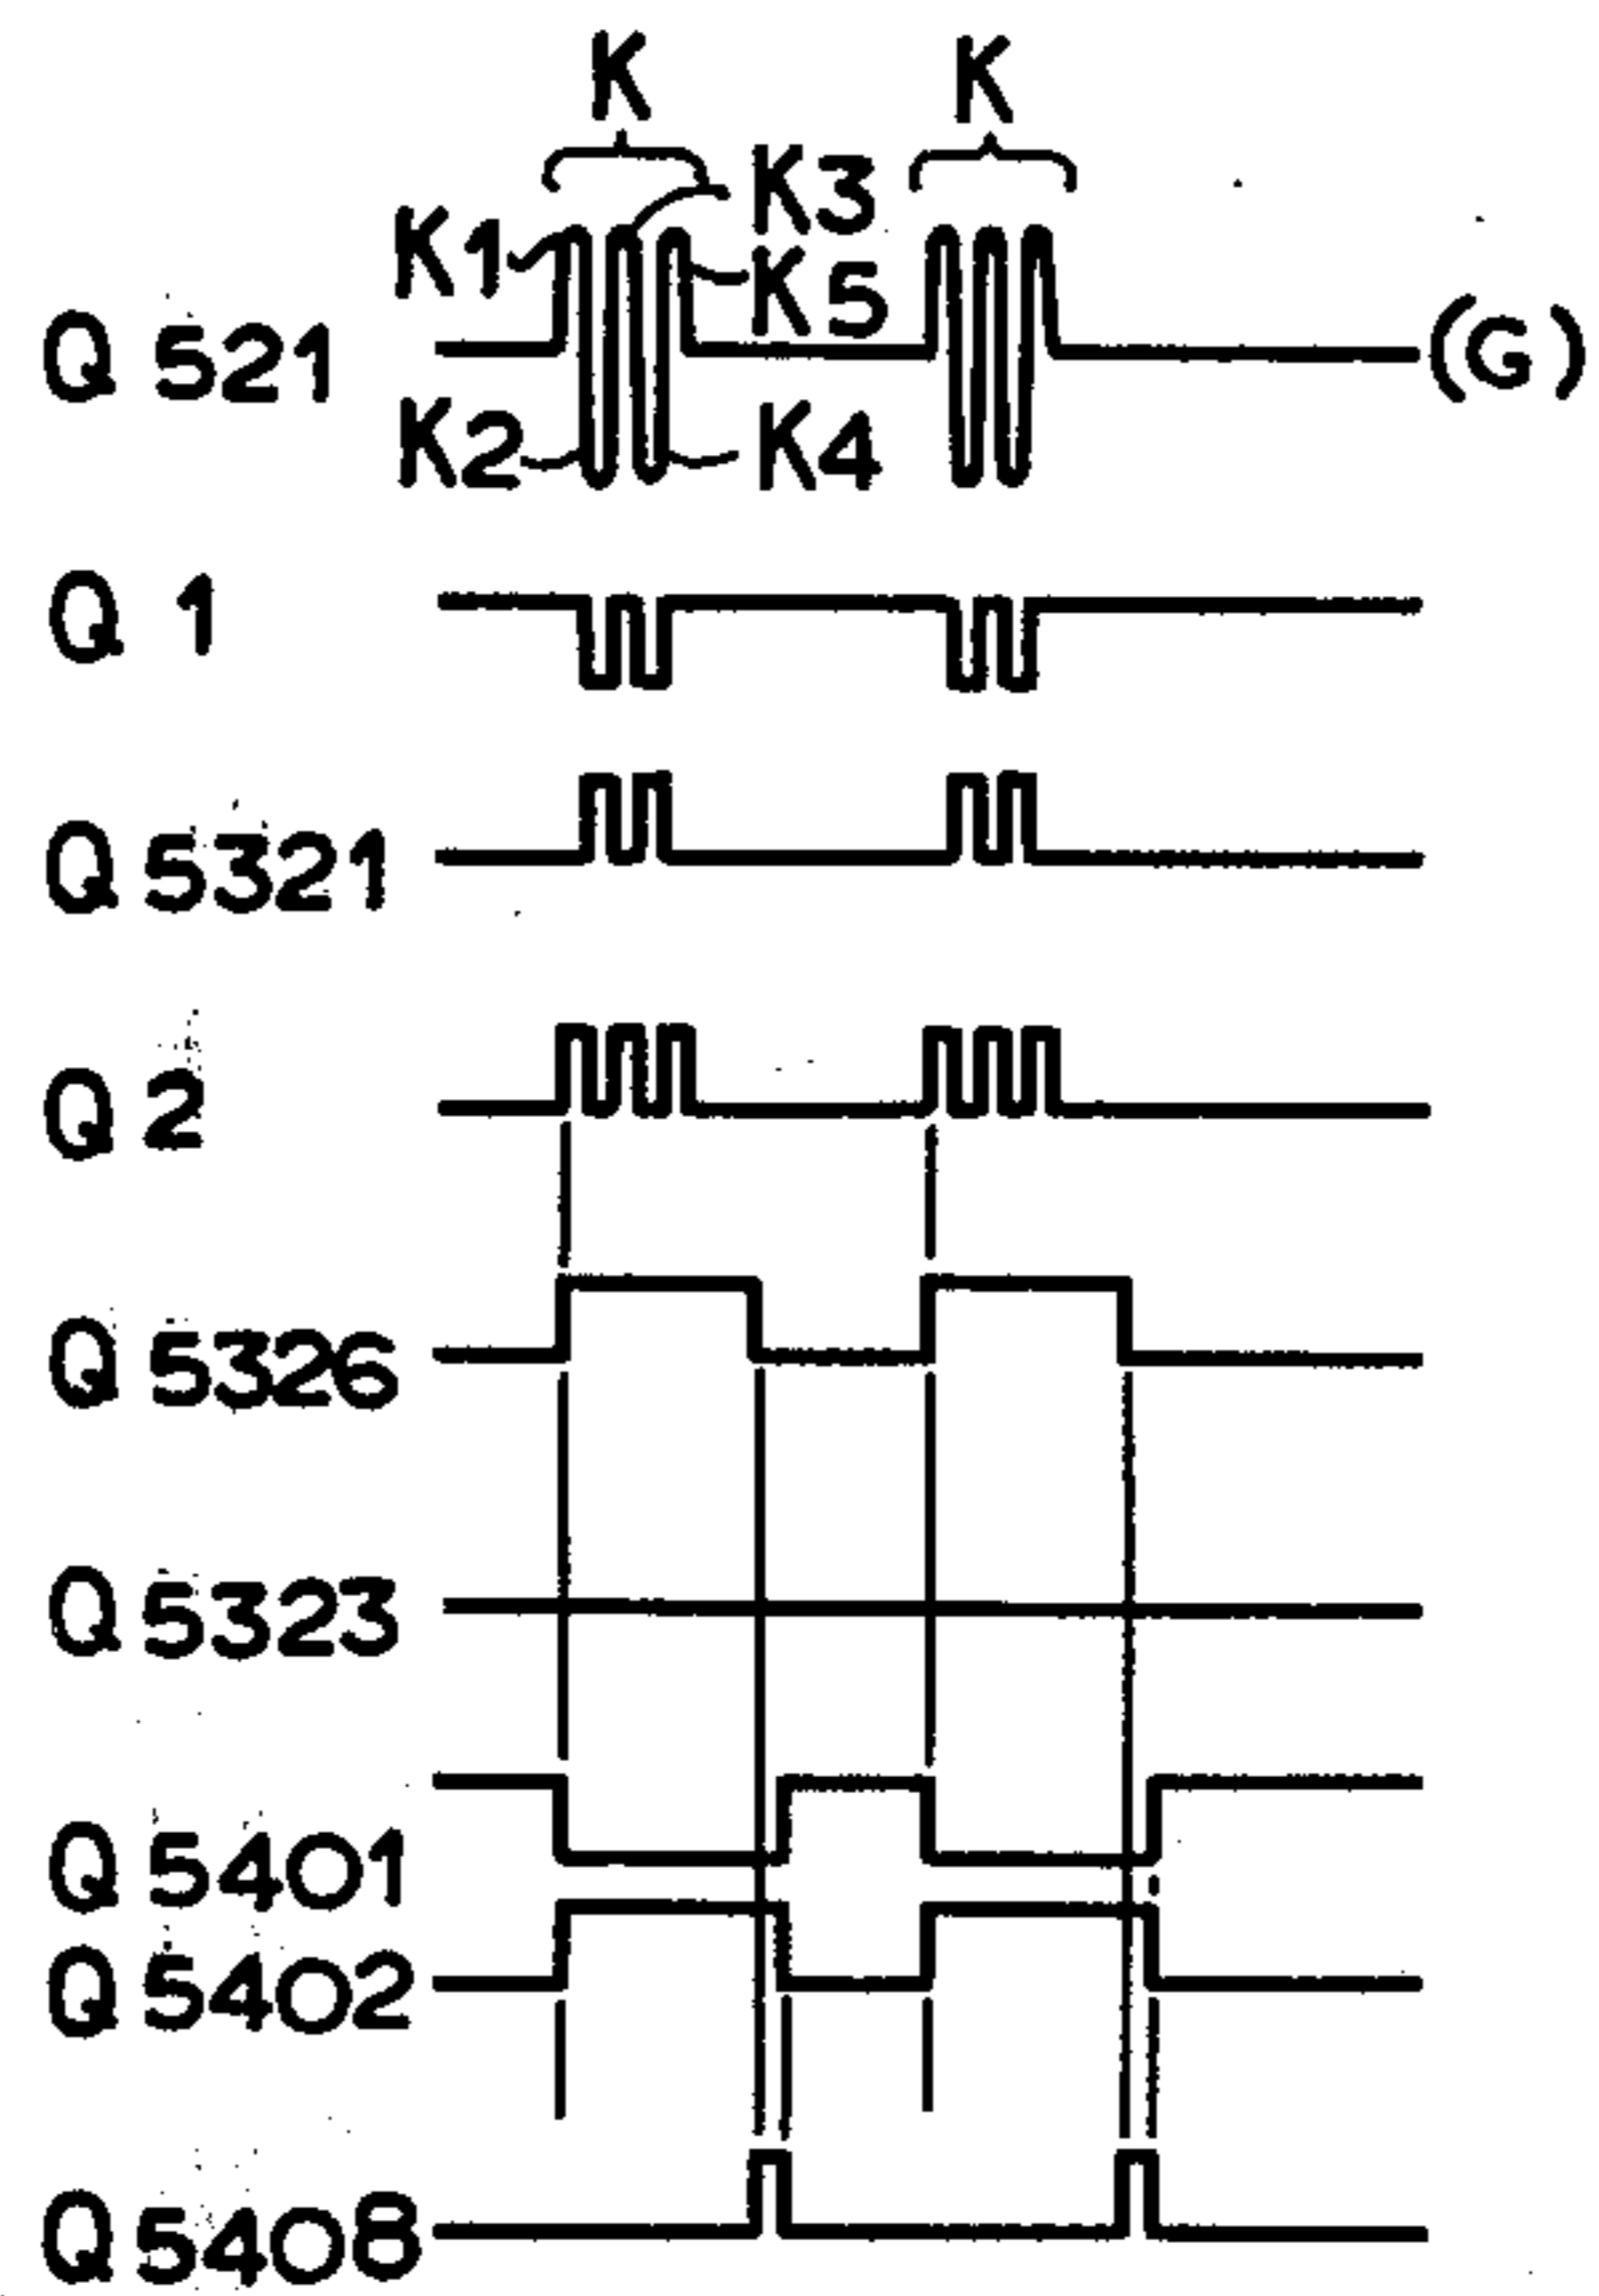 K K
K1 K3
K5
Q 521 (G)
K2 K4
Q 1
Q 5321
Q 2
Q 5326
Q 5323
Q 5401
Q 5402
Q 5408